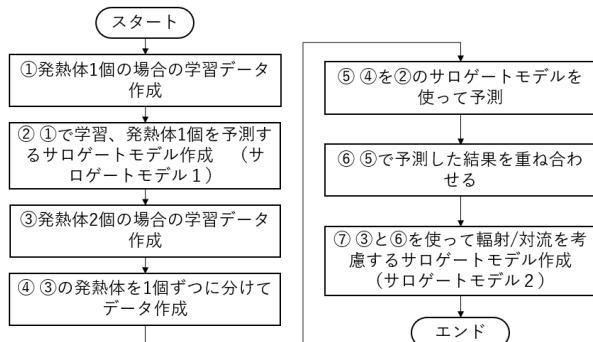 スタート
①発熱体1個の場合の学習データ
作成
② ①で学習、発熱体1個を予測す
るサロゲートモデル作成　（サ
ロゲートモデル１）
③発熱体2個の場合の学習データ
作成
④ ③の発熱体を1個ずつに分けて
データ作成
⑤ ④を②のサロゲートモデルを
使って予測
⑥ ⑤で予測した結果を重ね合わ
せる
⑦ ③と⑥を使って輻射/対流を考
慮するサロゲートモデル作成
（サロゲートモデル２）
エンド